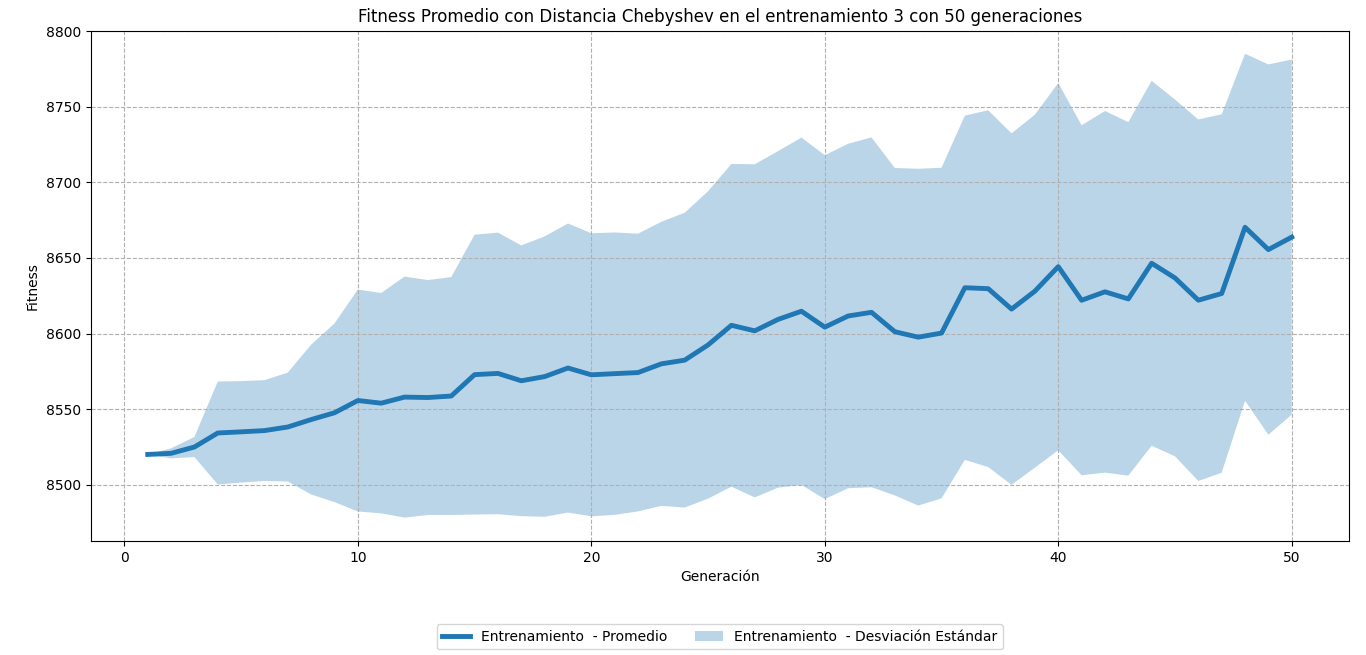 Fitness Promedio con Distancia Chebyshev en el entrenamiento 3 con 50 generaciones
8800
8750
8700
8650
8600
8550
8500
Fitness
0 10 20 30 40 50
Generación
Entrenamiento  - Promedio Entrenamiento  - Desviación Estándar